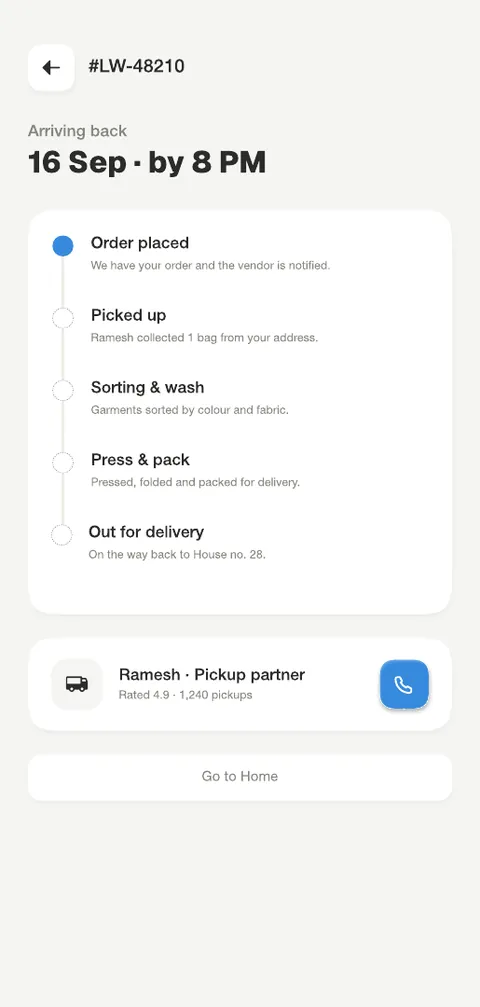 #LW-48210
Arriving back
16 Sep · by 8 PM
Order placed
We have your order and the vendor is notified.
Picked up
Ramesh collected 1 bag from your address.
Sorting & wash
Garments sorted by colour and fabric.
Press & pack
Pressed, folded and packed for delivery.
Out for delivery
On the way back to House no. 28.
Ramesh · Pickup partner
Rated 4.9 · 1,240 pickups
Go to Home